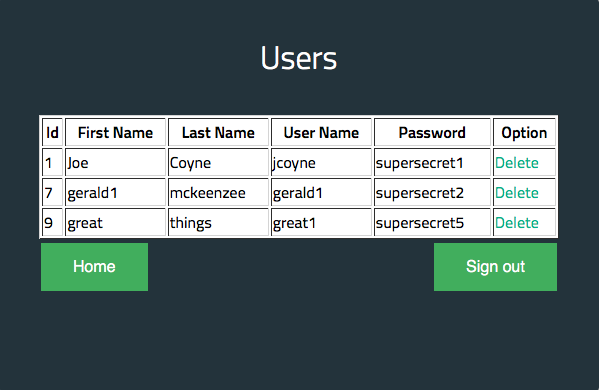 Users
Id First Name Last Name User Name Password Option
1 Joe Coyne jcoyne supersecret1 Delete
7 gerald1 mckeenzee gerald1 supersecret2 Delete
9 great things great1 supersecret5 Delete
Home Sign out